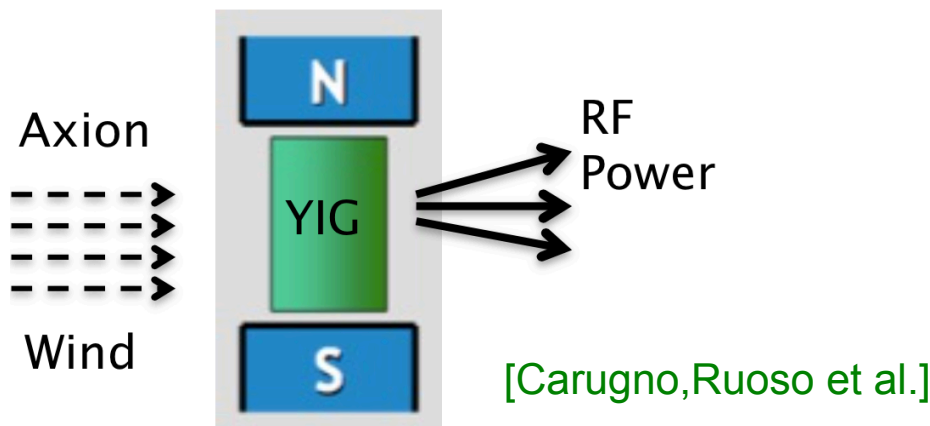 N
Axion
RF
Power
YIG
Wind
S
[Carugno,Ruoso et al.]